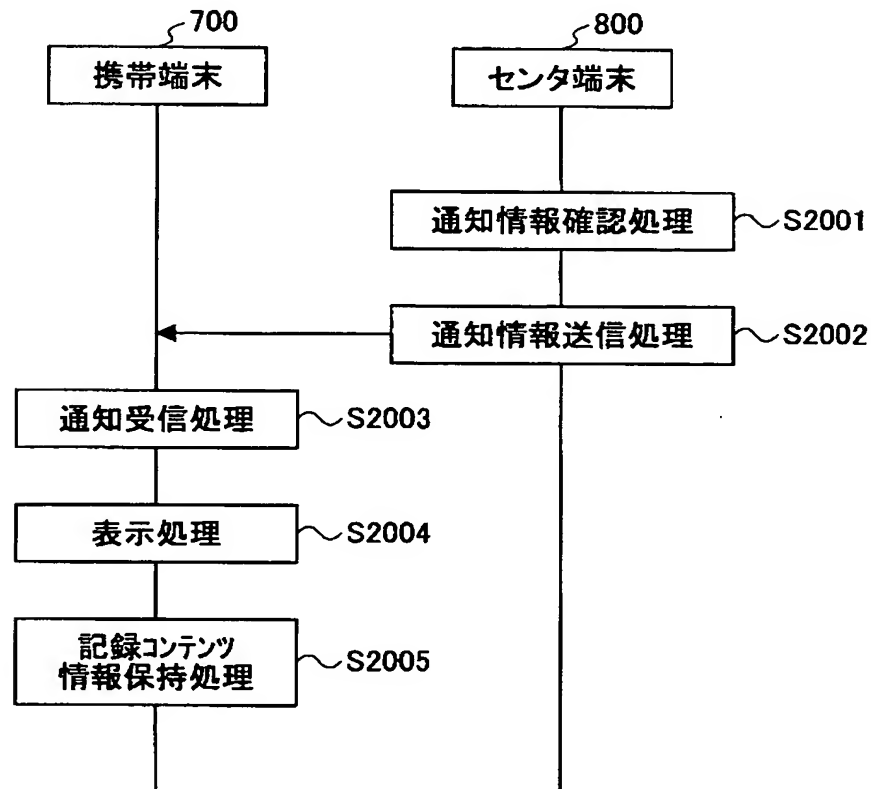 700
携帯端末
800
センタ端末
通知情報確認処理
S2001
通知情報送信処理
S2002
通知受信処理
S2003
表示処理
S2004
記録コンテンツ
情報保持処理
S2005